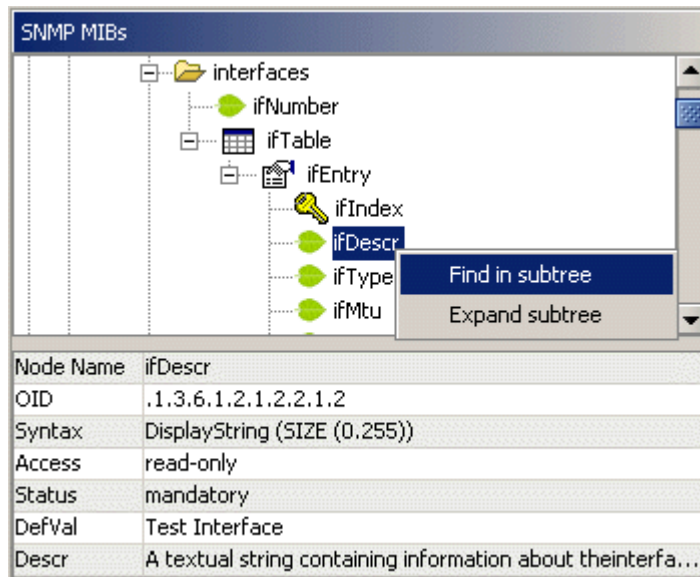 SNMP MIBs
interfaces
ifNumber
ifTable
ifEntry
ifIndex
ifDescr
ifType
ifMtu
Find in subtree
Expand subtree
Node Name ifDescr
OID .1.3.6.1.2.1.2.2.1.2
Syntax DisplayString (SIZE (0.255))
Access read-only
Status mandatory
DefVal Test Interface
Descr A textual string containing information about theinterfa...